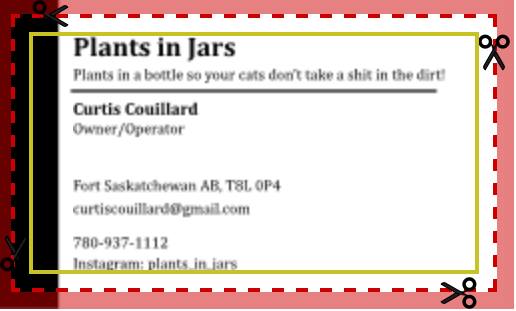 Plants in Jars
Plants in a bottle so your cats don't take a shit in the dirt!
Curtis Couillard
Owner/Operator
Fort Saskatchewan AB, T8L 0P4
curtiscouillard@gmail.com
780-937-1112
Instagram: plants_in_jars